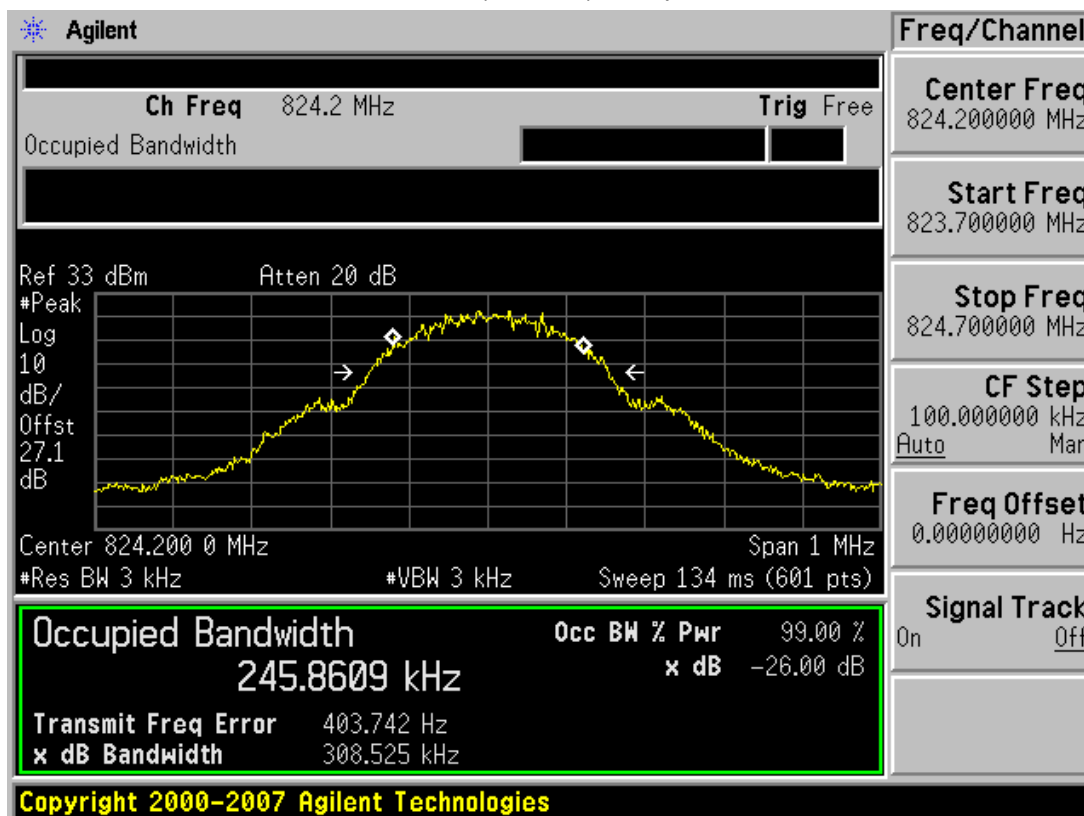 Agilent
Freq/Channel
Ch Freq 824.2 MHz Trig Free
Occupied Bandwidth
Center Freq
824.200000 MHz
Start Freq
823.700000 MHz
Stop Freq
824.700000 MHz
CF Step
100.000000 kHz
Auto Man
Freq Offset
0.00000000 Hz
Signal Track
On Off
Ref 33 dBm Atten 20 dB
#Peak
Log
10
dB/
Offst
27.1
dB
Center 824.200 0 MHz Span 1 MHz
#Res BW 3 kHz #VBW 3 kHz Sweep 134 ms (601 pts)
Occupied Bandwidth Occ BW % Pwr 99.00 %
245.8609 kHz x dB -26.00 dB
Transmit Freq Error 403.742 Hz
x dB Bandwidth 308.525 kHz
Copyright 2000-2007 Agilent Technologies